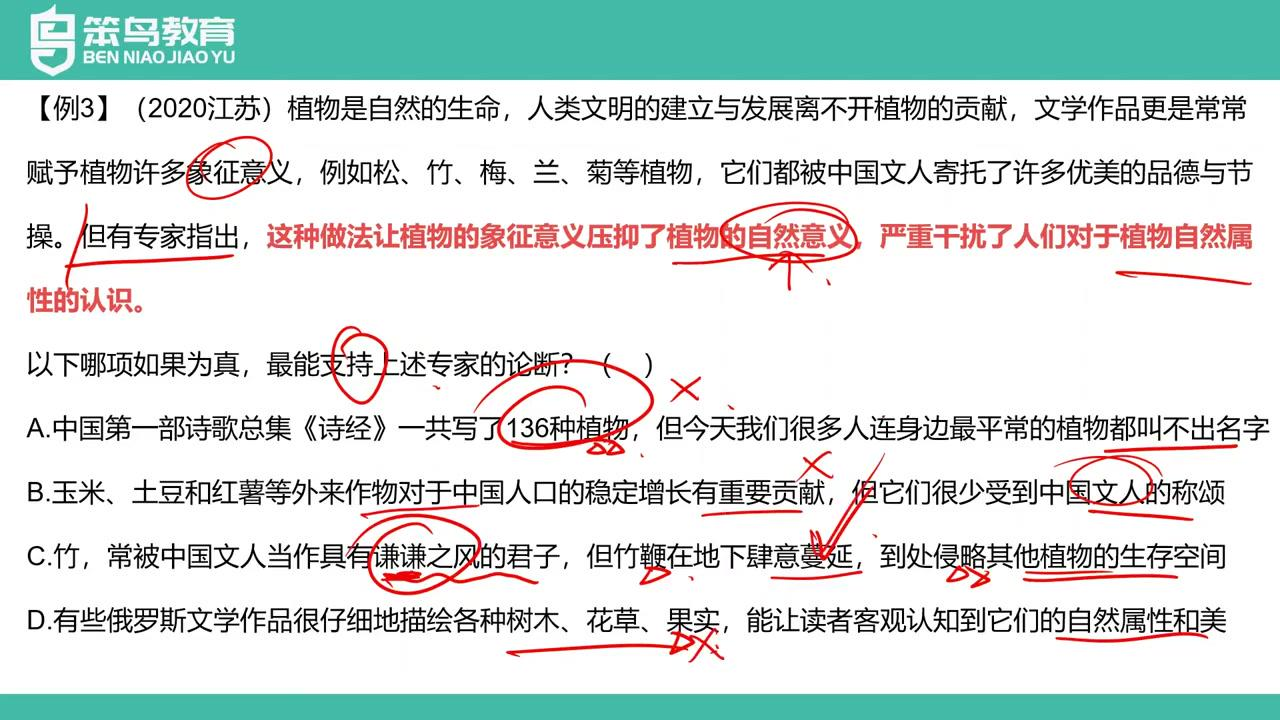 笨鸟教育
BEN NIAO JIAO YU
【例3】（2020江苏）植物是自然的生命，人类文明的建立与发展离不开植物的贡献，文学作品更是常常
赋予植物许多象征意义，例如松、竹、梅、兰、菊等植物，它们都被中国文人寄托了许多优美的品德与节
操。但有专家指出，这种做法让植物的象征意义压抑了植物的自然意义，严重干扰了人们对于植物自然属
性的认识。
以下哪项如果为真，最能支持上述专家的论断？（ ）
A.中国第一部诗歌总集《诗经》一共写了136种植物，但今天我们很多人连身边最平常的植物都叫不出名字
B.玉米、土豆和红薯等外来作物对于中国人口的稳定增长有重要贡献，但它们很少受到中国文人的称颂
C.竹，常被中国文人当作具有谦谦之风的君子，但竹鞭在地下肆意蔓延，到处侵略其他植物的生存空间
D.有些俄罗斯文学作品很仔细地描绘各种树木、花草、果实，能让读者客观认知到它们的自然属性和美